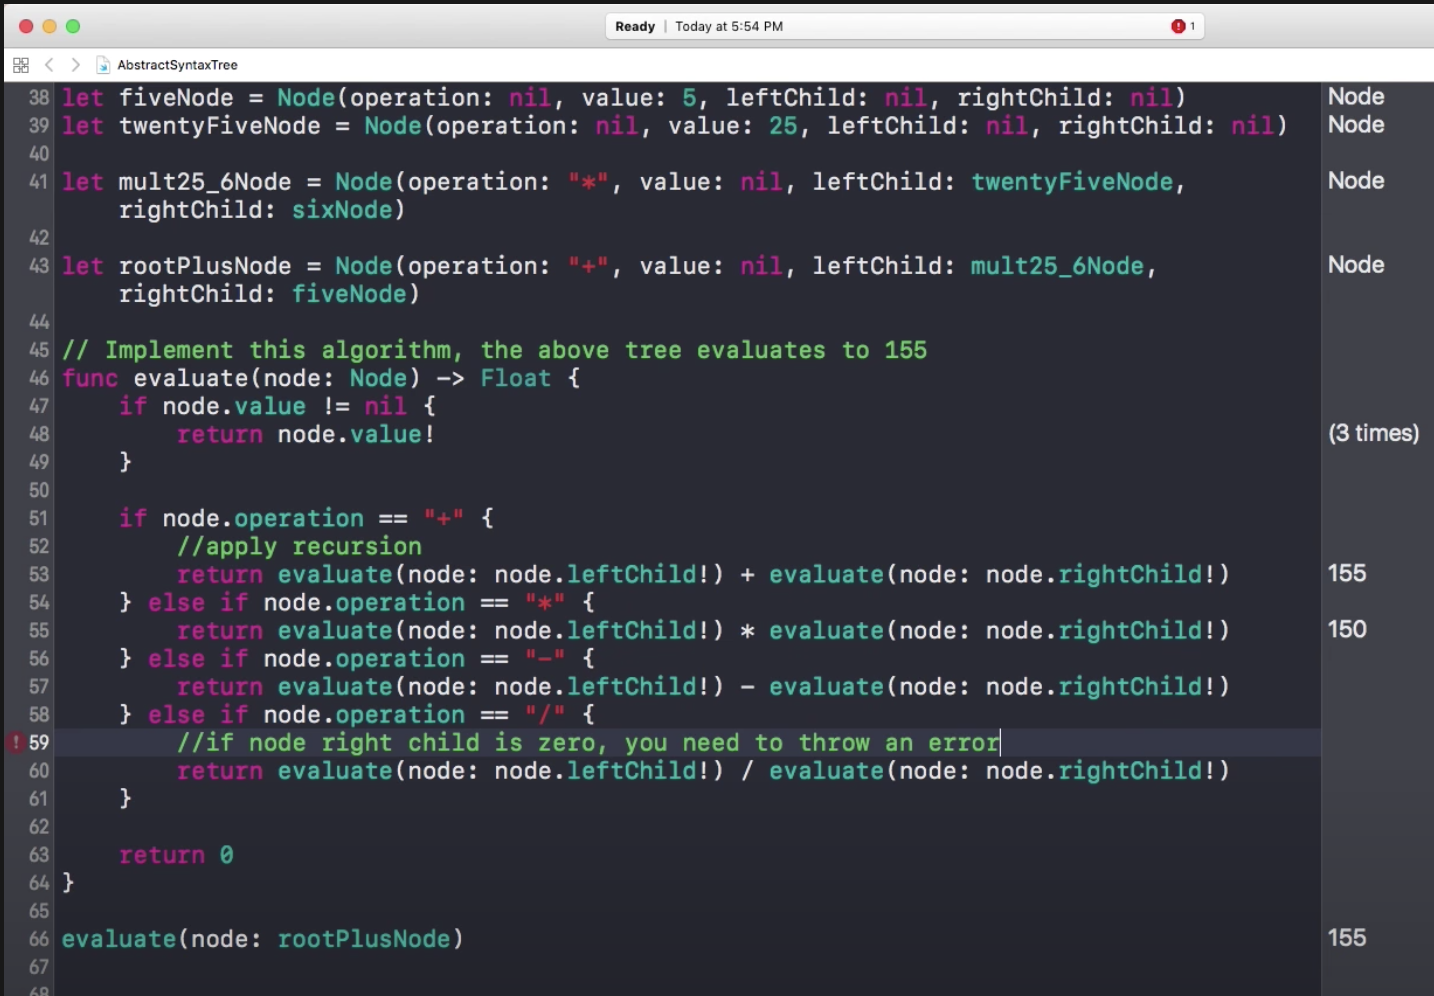 Ready | Today at 5:54 PM 1
AbstractSyntaxTree
38 let fiveNode = Node(operation: nil, value: 5, leftChild: nil, rightChild: nil) Node
39 let twentyFiveNode = Node(operation: nil, value: 25, leftChild: nil, rightChild: nil) Node
40
41 let mult25_6Node = Node(operation: "*", value: nil, leftChild: twentyFiveNode, Node
rightChild: sixNode)
42
43 let rootPlusNode = Node(operation: "+", value: nil, leftChild: mult25_6Node, Node
rightChild: fiveNode)
44
45 // Implement this algorithm, the above tree evaluates to 155
46 func evaluate(node: Node) -> Float {
47 if node.value != nil {
48 return node.value! (3 times)
49 }
50
51 if node.operation == "+" {
52 //apply recursion
53 return evaluate(node: node.leftChild!) + evaluate(node: node.rightChild!) 155
54 } else if node.operation == "*" {
55 return evaluate(node: node.leftChild!) * evaluate(node: node.rightChild!) 150
56 } else if node.operation == "-" {
57 return evaluate(node: node.leftChild!) - evaluate(node: node.rightChild!)
58 } else if node.operation == "/" {
59 //if node right child is zero, you need to throw an error
60 return evaluate(node: node.leftChild!) / evaluate(node: node.rightChild!)
61 }
62
63 return 0
64 }
65
66 evaluate(node: rootPlusNode) 155
67
68